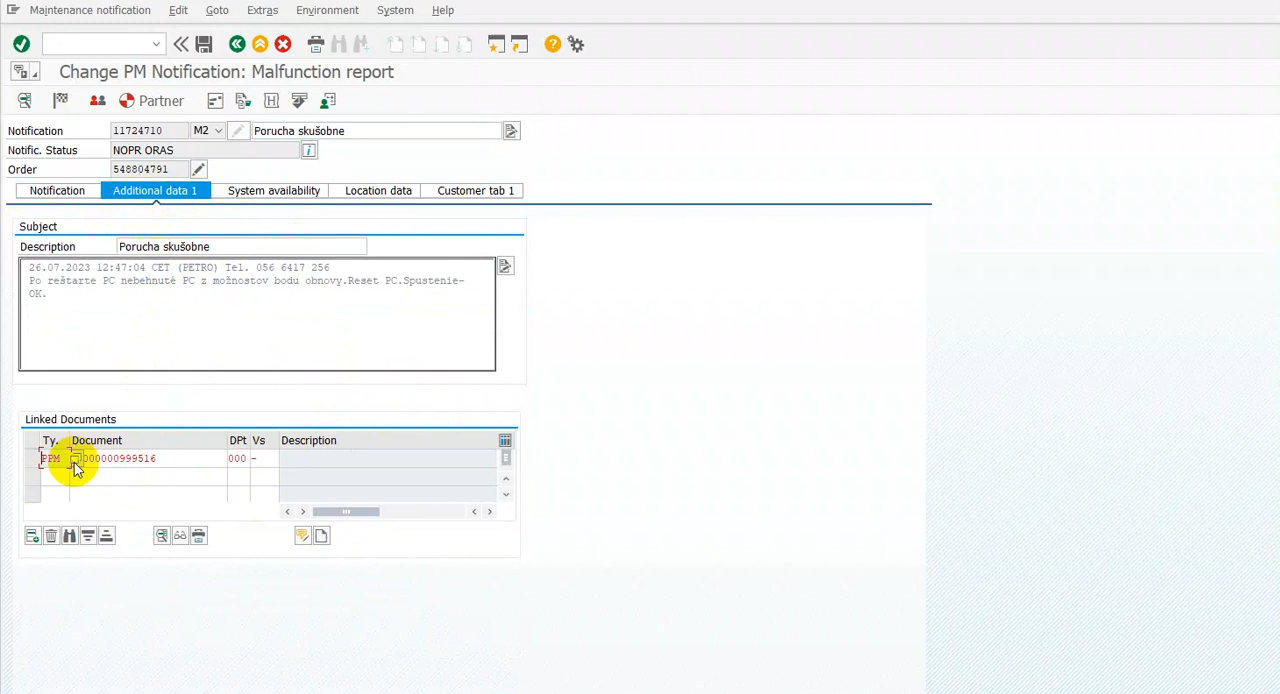 Maintenance notification Edit Goto Extras Environment System Help
Change PM Notification: Malfunction report
Partner
Notification 11724710 M2 Porucha skušobne
Notific. Status NOPR ORAS
Order 548804791
Notification Additional data 1 System availability Location data Customer tab 1
Subject
Description Porucha skušobne
26.07.2023 12:47:04 CET (PETRO) Tel. 056 6417 256
Po reštarte PC nebehnuté PC z možnostov bodu obnovy.Reset PC.Spustenie-
OK.
Linked Documents
Ty. Document DPt Vs Description
PPM 000000999516 000 -